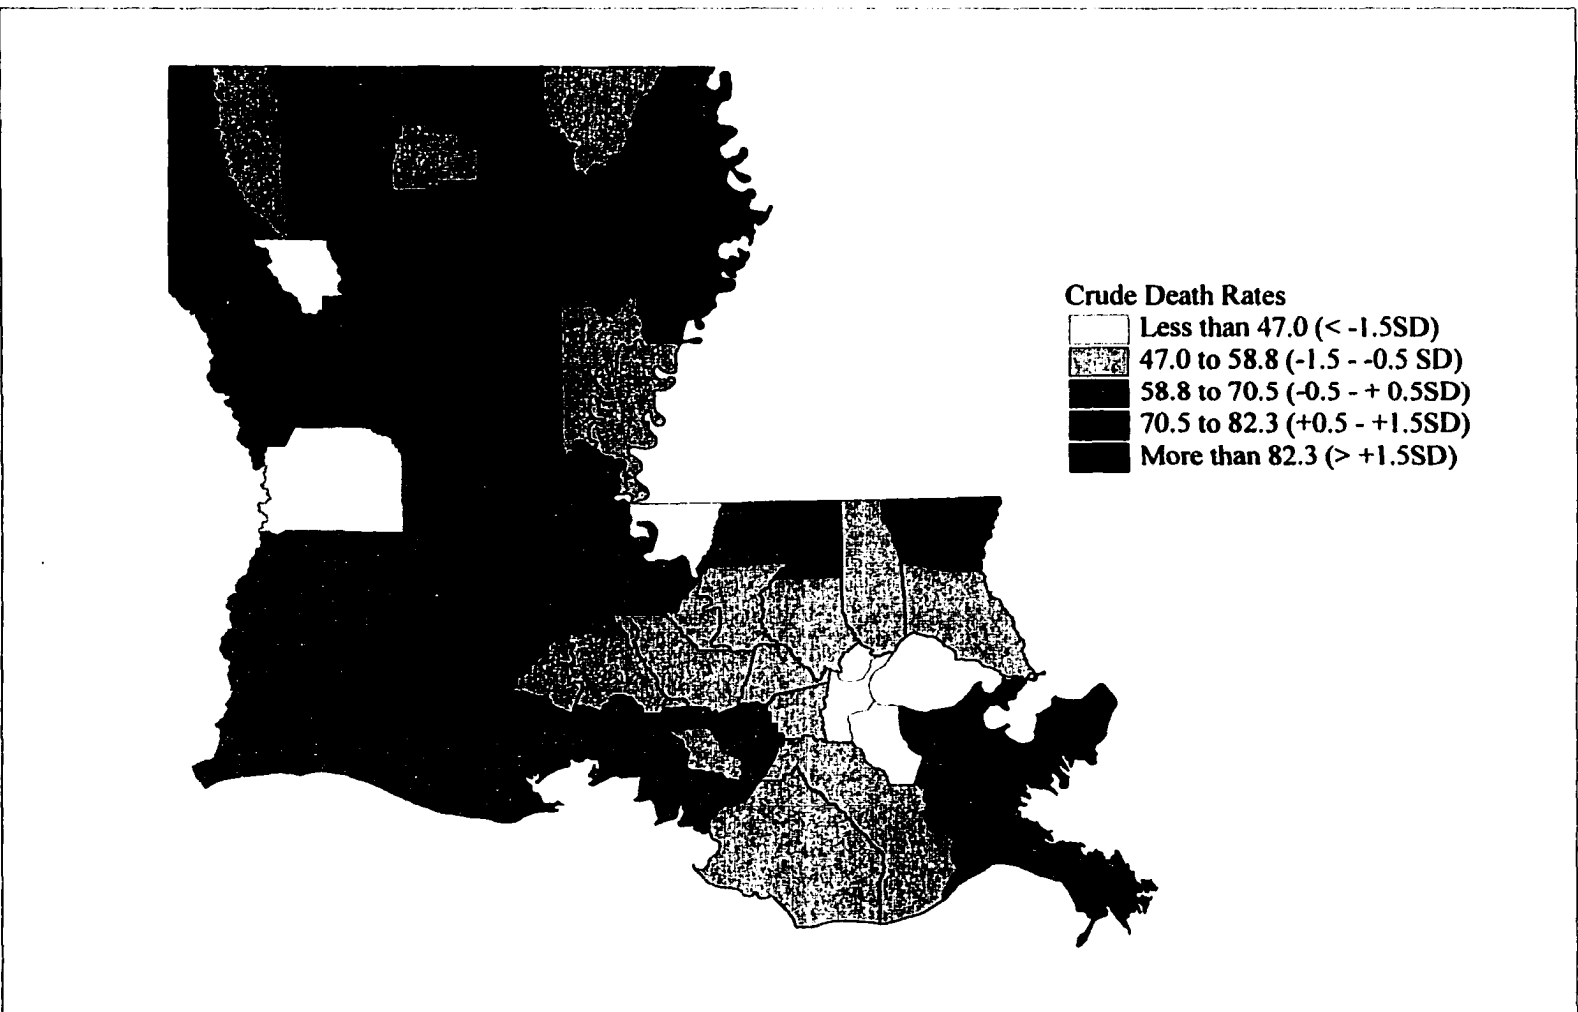 Crude Death Rates
Less than 47.0 (< -1.5SD)
47.0 to 58.8 (-1.5 - -0.5 SD)
58.8 to 70.5 (-0.5 - + 0.5SD)
70.5 to 82.3 (+0.5 - +1.5SD)
More than 82.3 (> +1.5SD)